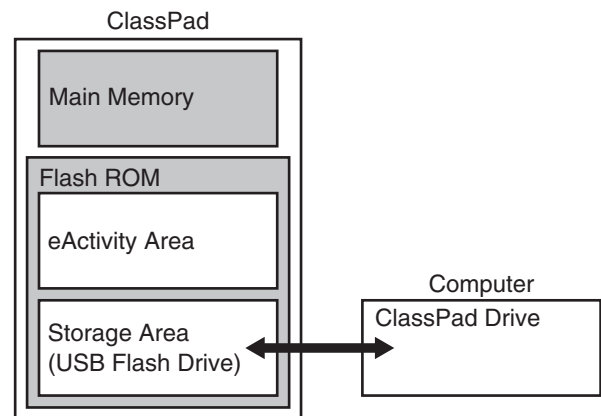 ClassPad
Main Memory
Flash ROM
eActivity Area
Storage Area
(USB Flash Drive)
Computer
ClassPad Drive